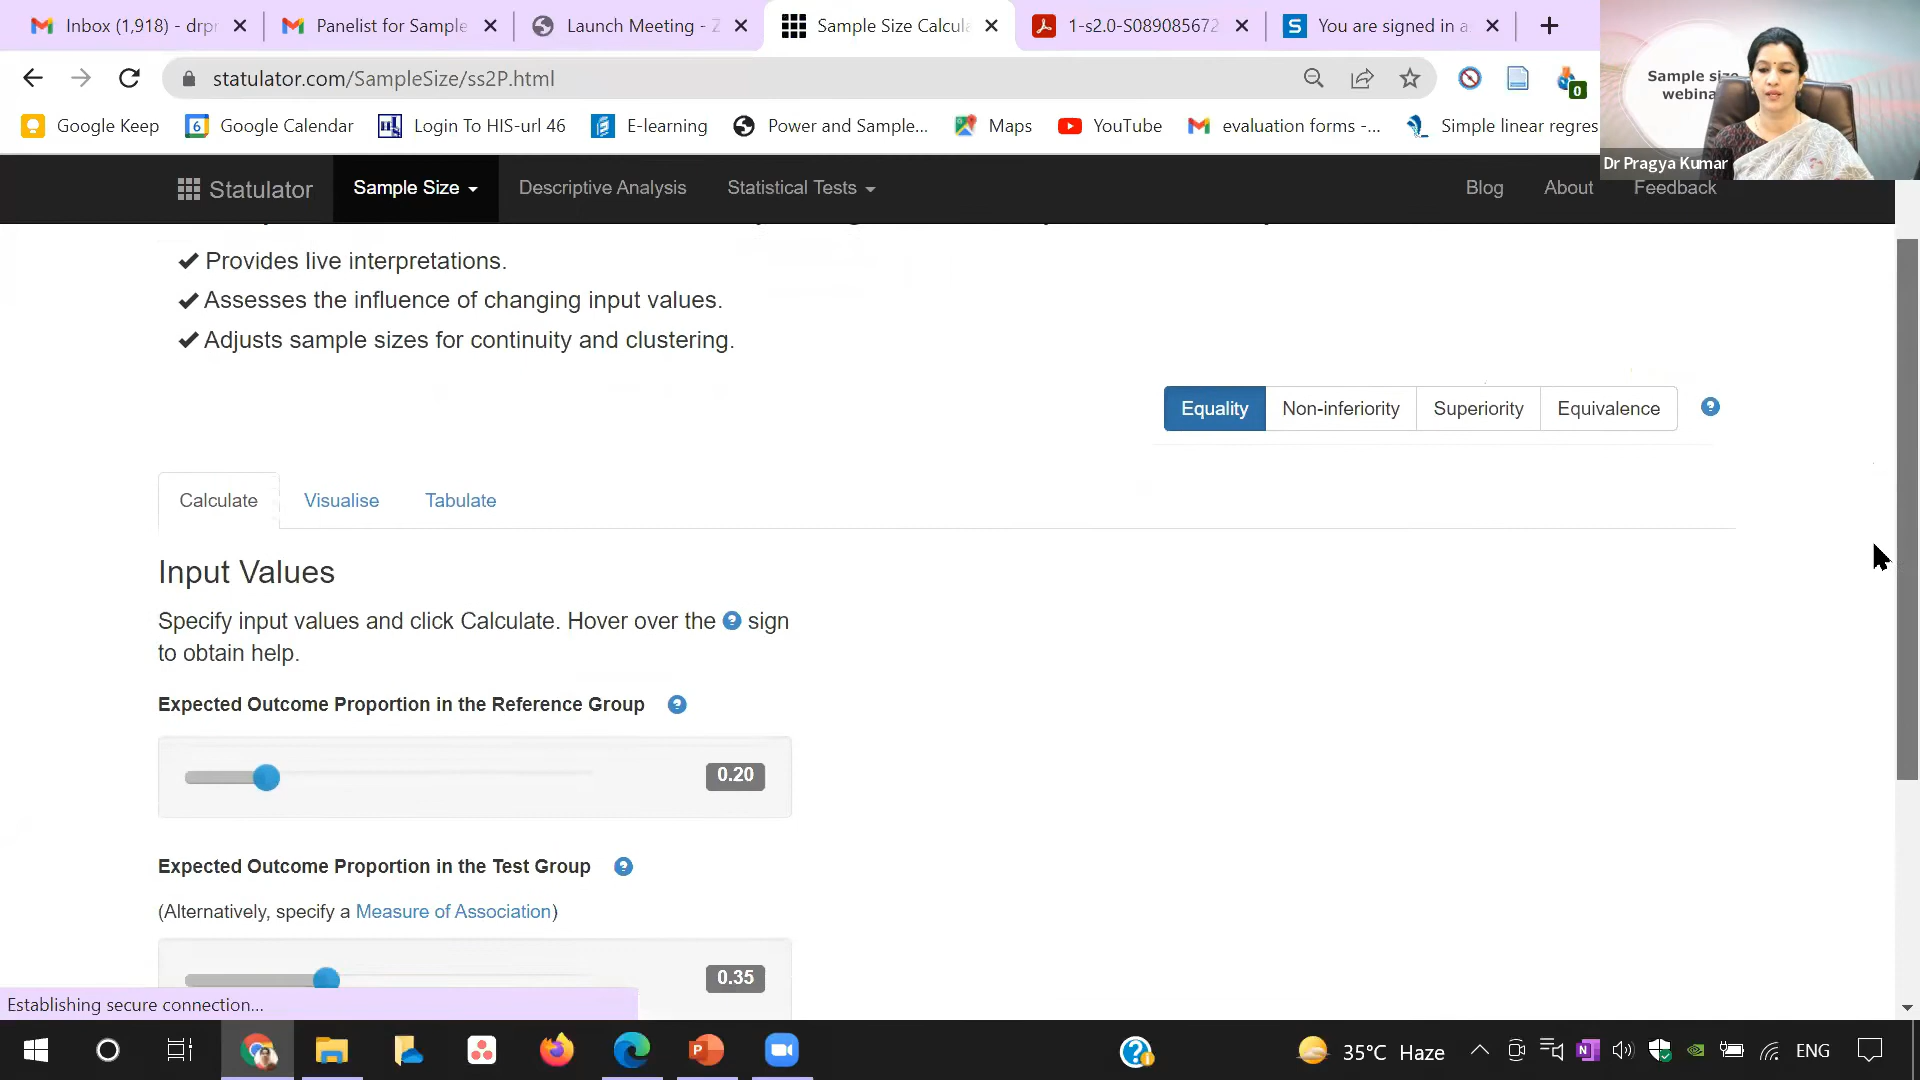 Inbox (1,918) - drpr
Panelist for Sample
Launch Meeting - Z
Sample Size Calcula
1-s2.0-S089085672
You are signed in a
statulator.com/SampleSize/ss2P.html
0
Google Keep
6
Google Calendar
Login To HIS-url 46
E-learning
Power and Sample...
Maps
YouTube
evaluation forms -...
Simple linear regres
Sample size
webina
Dr Pragya Kumar
Statulator
Sample Size
Descriptive Analysis
Statistical Tests
Blog
About
Feedback
Provides live interpretations.
Assesses the influence of changing input values.
Adjusts sample sizes for continuity and clustering.
Equality
Non-inferiority
Superiority
Equivalence
?
Calculate
Visualise
Tabulate
Input Values
Specify input values and click Calculate. Hover over the ? sign
to obtain help.
Expected Outcome Proportion in the Reference Group ?
0.20
Expected Outcome Proportion in the Test Group ?
(Alternatively, specify a Measure of Association)
0.35
Establishing secure connection...
35°C Haze
ENG